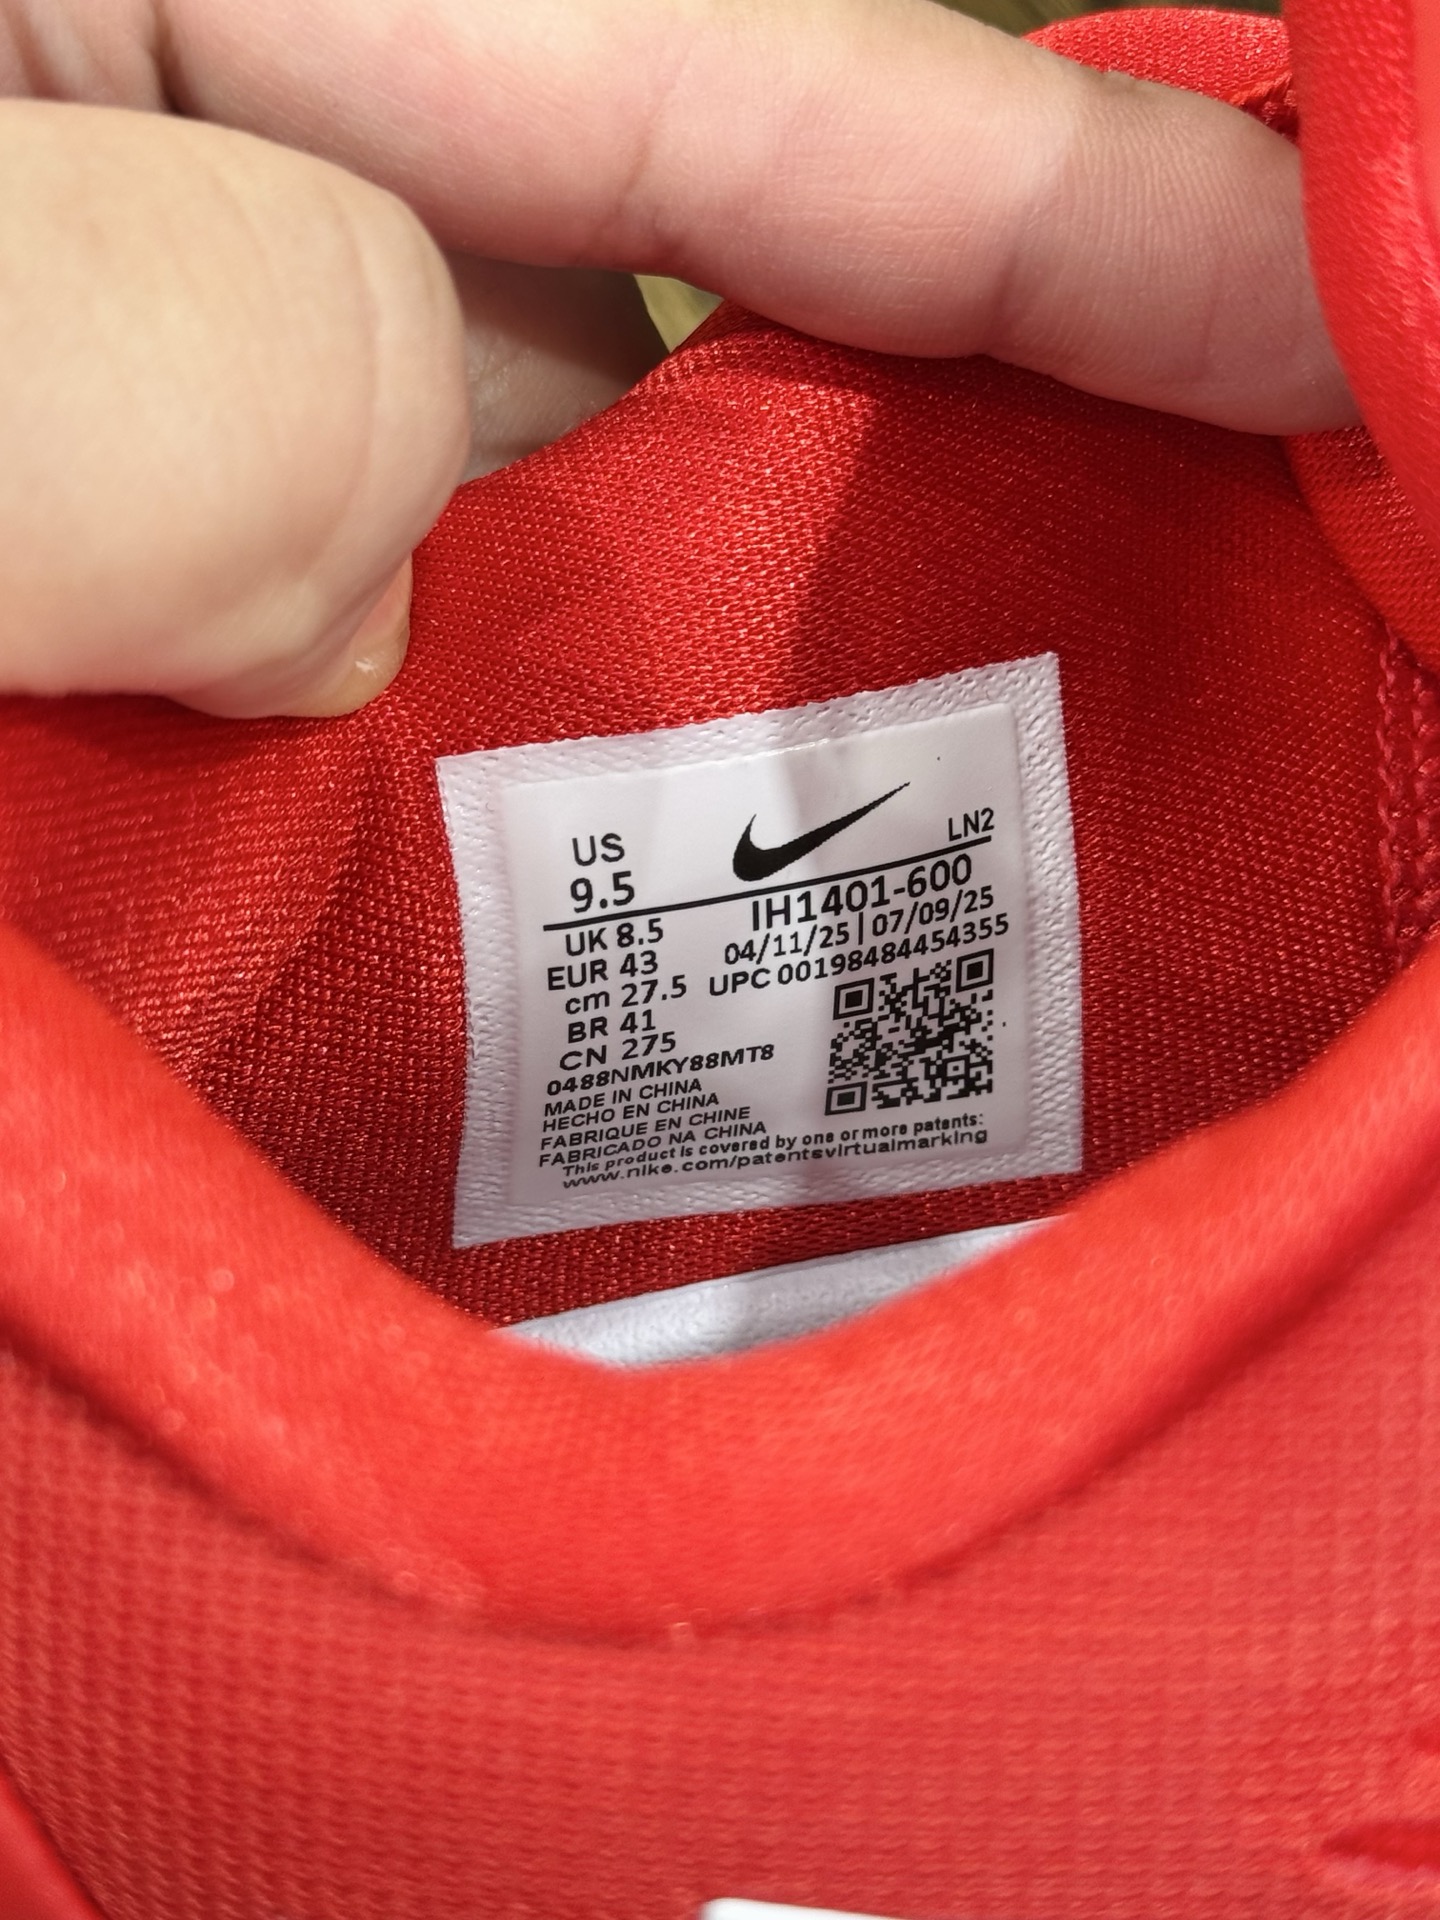 LN2
US
9.5
IH1401-600
UK 8.5
04/11/25 | 07/09/25
EUR 43
UPC 00198484454355
cm 27.5
BR 41
CN 275
0488NMKY88MT8
MADE IN CHINA
HECHO EN CHINA
FABRIQUE EN CHINE
FABRICADO NA CHINA
This product is covered by one or more patents:
www.nike.com/patentsvirtualmarking